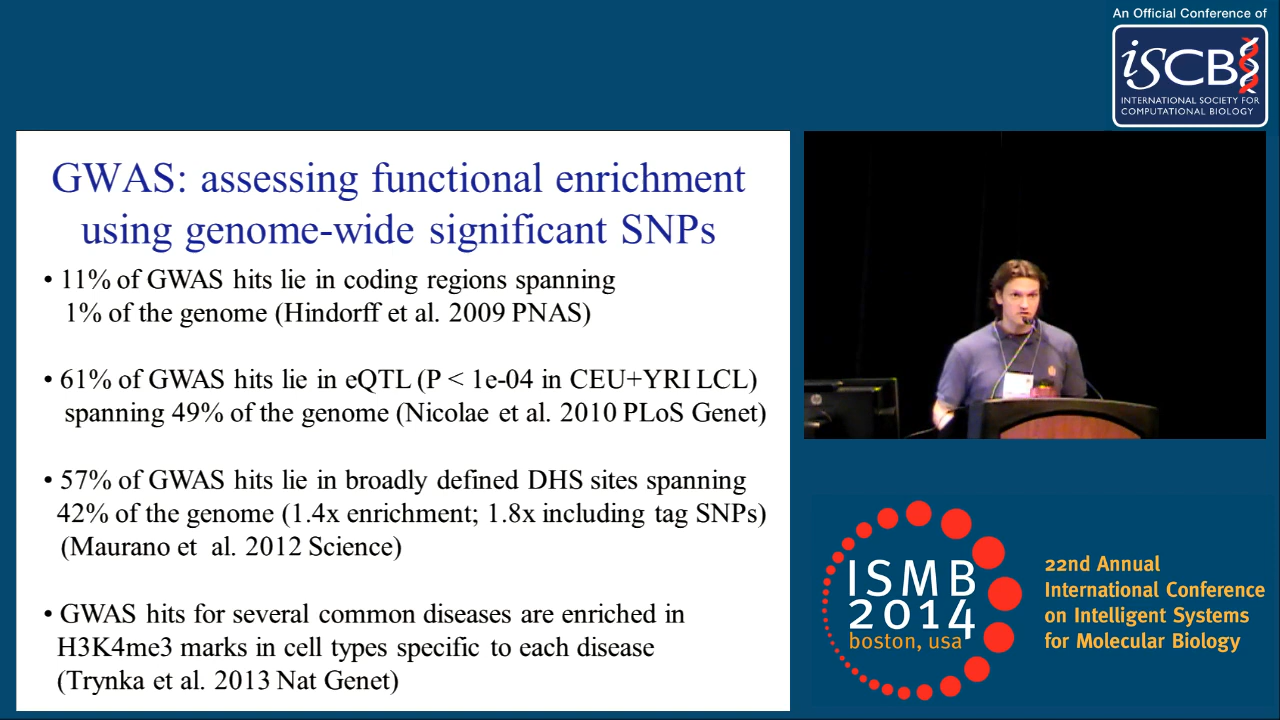 An Official Conference of
iSCB
INTERNATIONAL SOCIETY FOR
COMPUTATIONAL BIOLOGY
GWAS: assessing functional enrichment
using genome-wide significant SNPs
• 11% of GWAS hits lie in coding regions spanning
1% of the genome (Hindorff et al. 2009 PNAS)
• 61% of GWAS hits lie in eQTL (P < 1e-04 in CEU+YRI LCL)
spanning 49% of the genome (Nicolae et al. 2010 PLoS Genet)
• 57% of GWAS hits lie in broadly defined DHS sites spanning
42% of the genome (1.4x enrichment; 1.8x including tag SNPs)
(Maurano et al. 2012 Science)
• GWAS hits for several common diseases are enriched in
H3K4me3 marks in cell types specific to each disease
(Trynka et al. 2013 Nat Genet)
hp
ISMB
2014
boston, usa
22nd Annual
International Conference
on Intelligent Systems
for Molecular Biology